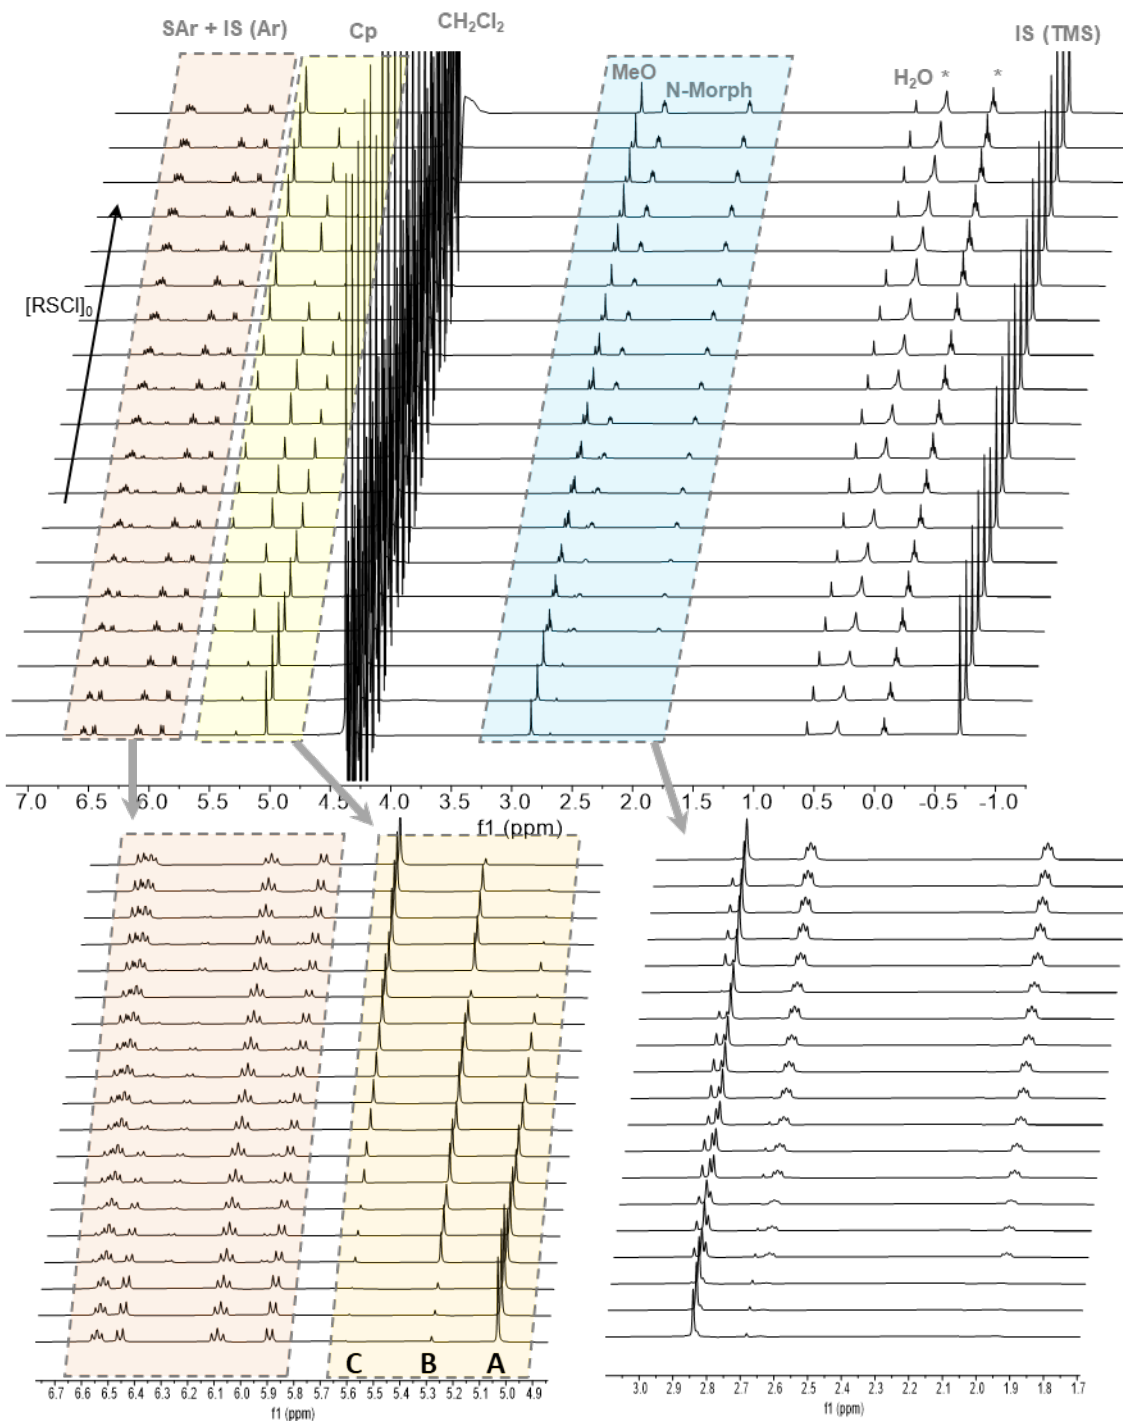 SAr + IS (Ar)
Cp
CH₂Cl₂
IS (TMS)
MeO
N-Morph
H₂O * *
[RSCl]₀
7.0 6.5 6.0 5.5 5.0 4.5 4.0 3.5 3.0 2.5 2.0 1.5 1.0 0.5 0.0 -0.5 -1.0
f1 (ppm)
C B A
6.7 6.6 6.5 6.4 6.3 6.2 6.1 6.0 5.9 5.8 5.7 5.6 5.5 5.4 5.3 5.2 5.1 5.0 4.9
f1 (ppm)
3.0 2.9 2.8 2.7 2.6 2.5 2.4 2.3 2.2 2.1 2.0 1.9 1.8 1.7
f1 (ppm)